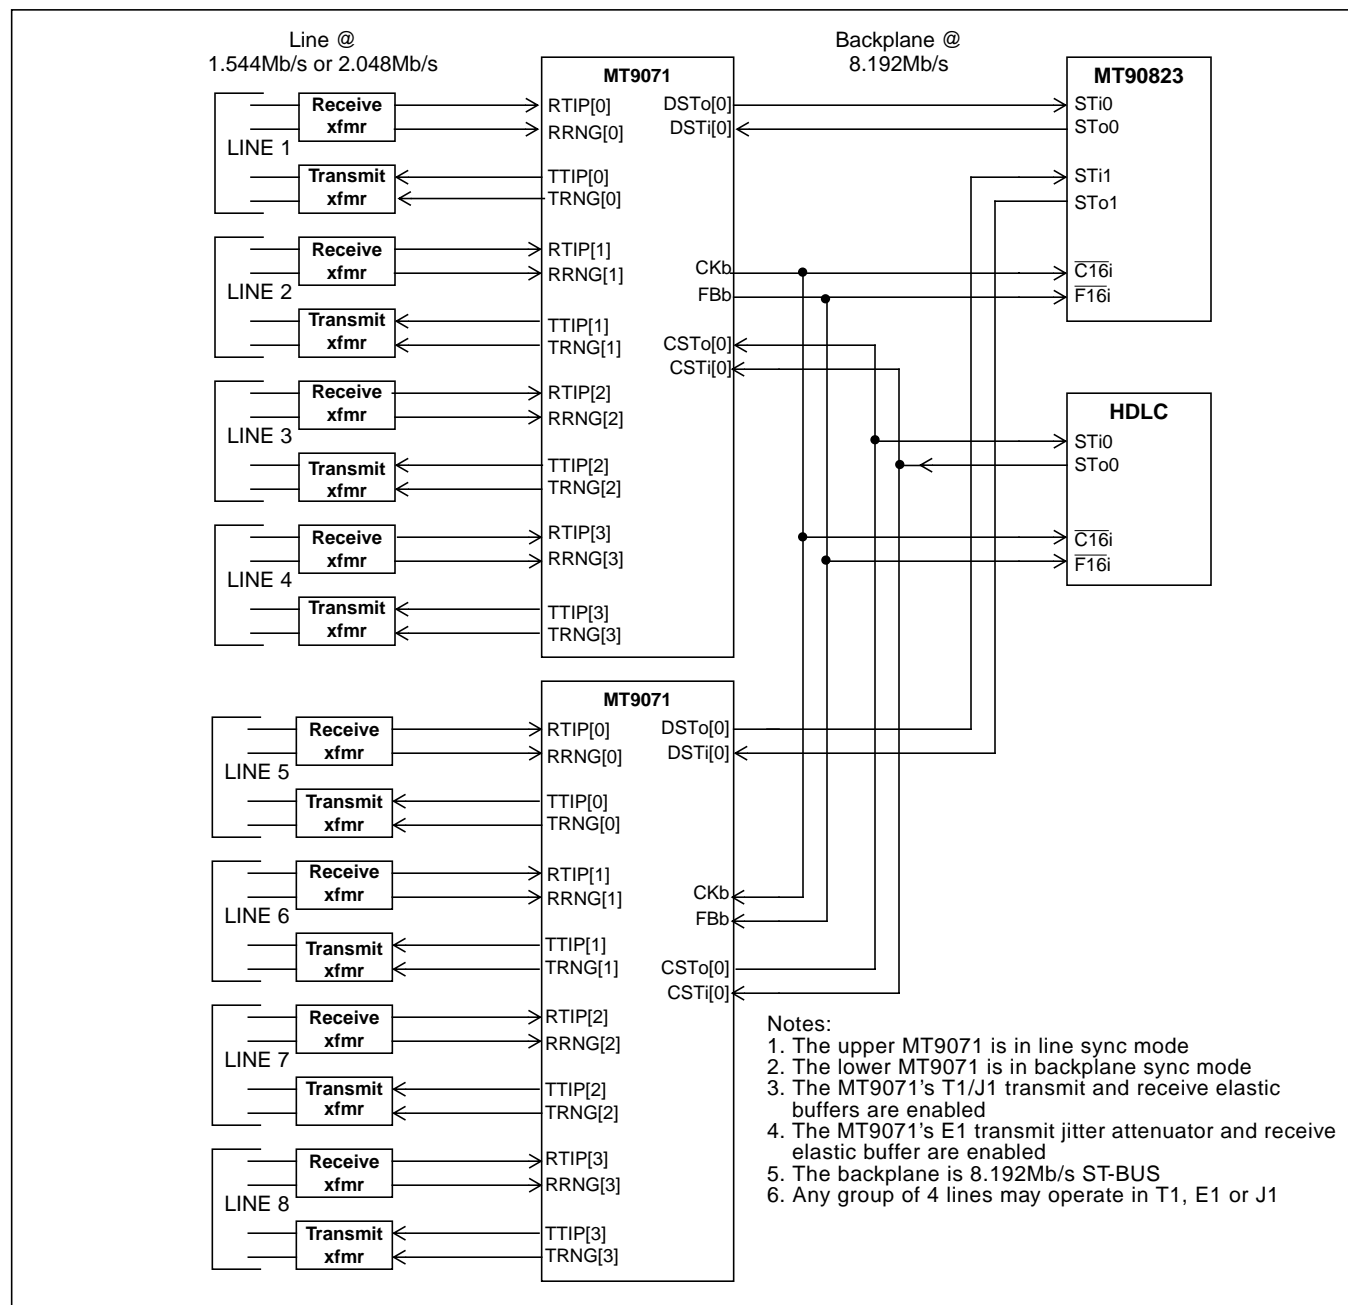 Line @
1.544Mb/s or 2.048Mb/s
Backplane @
8.192Mb/s
LINE 1
Receive
xfmr
Transmit
xfmr
LINE 2
Receive
xfmr
Transmit
xfmr
LINE 3
Receive
xfmr
Transmit
xfmr
LINE 4
Receive
xfmr
Transmit
xfmr
MT9071
RTIP[0]
RRNG[0]
TTIP[0]
TRNG[0]
RTIP[1]
RRNG[1]
TTIP[1]
TRNG[1]
RTIP[2]
RRNG[2]
TTIP[2]
TRNG[2]
RTIP[3]
RRNG[3]
TTIP[3]
TRNG[3]
DSTo[0]
DSTi[0]
CKb
FBb
CSTo[0]
CSTi[0]
MT90823
STi0
STo0
STi1
STo1
C16i
F16i
HDLC
STi0
STo0
C16i
F16i
LINE 5
Receive
xfmr
Transmit
xfmr
LINE 6
Receive
xfmr
Transmit
xfmr
LINE 7
Receive
xfmr
Transmit
xfmr
LINE 8
Receive
xfmr
Transmit
xfmr
MT9071
RTIP[0]
RRNG[0]
TTIP[0]
TRNG[0]
RTIP[1]
RRNG[1]
TTIP[1]
TRNG[1]
RTIP[2]
RRNG[2]
TTIP[2]
TRNG[2]
RTIP[3]
RRNG[3]
TTIP[3]
TRNG[3]
DSTo[0]
DSTi[0]
CKb
FBb
CSTo[0]
CSTi[0]
Notes:
1. The upper MT9071 is in line sync mode
2. The lower MT9071 is in backplane sync mode
3. The MT9071's T1/J1 transmit and receive elastic
buffers are enabled
4. The MT9071's E1 transmit jitter attenuator and receive
elastic buffer are enabled
5. The backplane is 8.192Mb/s ST-BUS
6. Any group of 4 lines may operate in T1, E1 or J1